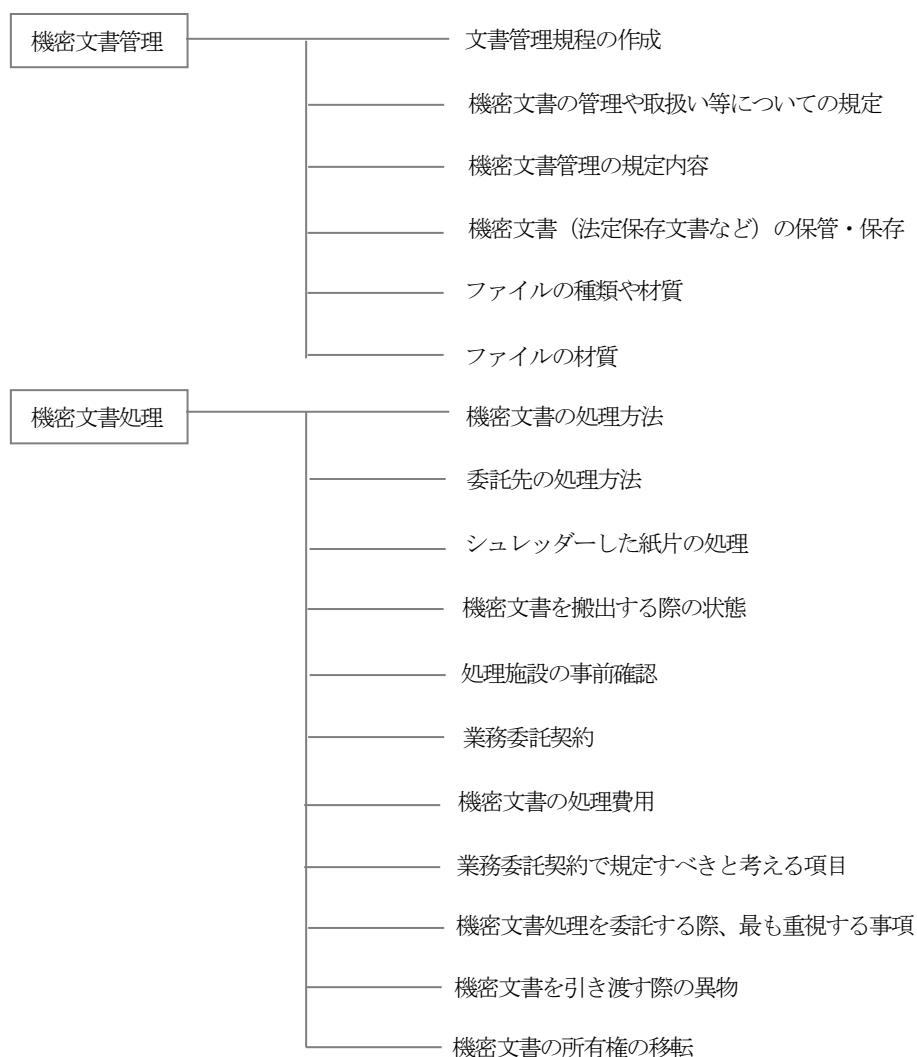 機密文書管理
文書管理規程の作成
機密文書の管理や取扱い等についての規定
機密文書管理の規定内容
機密文書（法定保存文書など）の保管・保存
ファイルの種類や材質
ファイルの材質
機密文書処理
機密文書の処理方法
委託先の処理方法
シュレッダーした紙片の処理
機密文書を搬出する際の状態
処理施設の事前確認
業務委託契約
機密文書の処理費用
業務委託契約で規定すべきと考える項目
機密文書処理を委託する際、最も重視する事項
機密文書を引き渡す際の異物
機密文書の所有権の移転